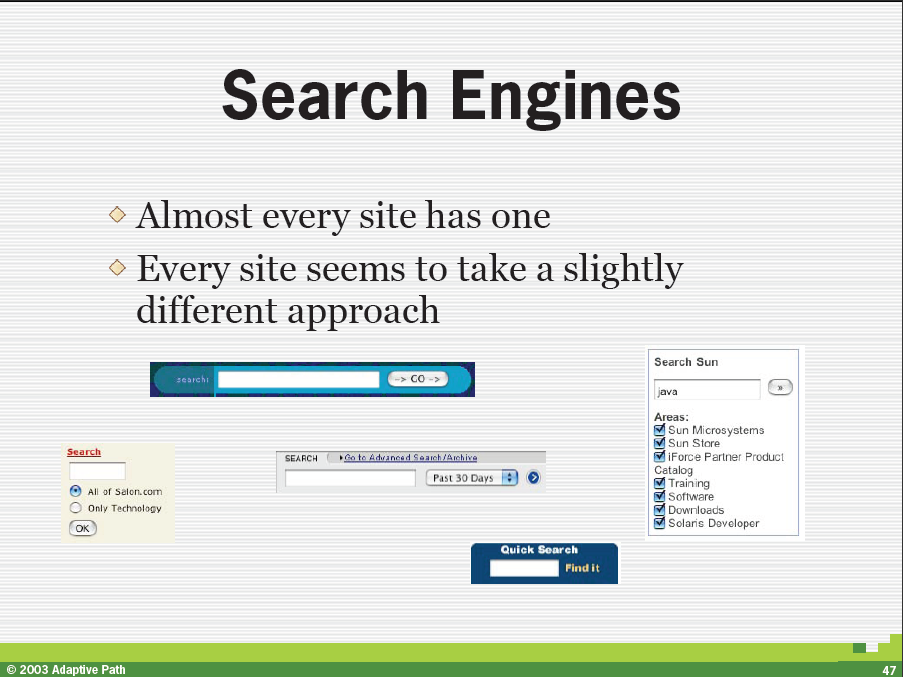 Search Engines
Almost every site has one
Every site seems to take a slightly
different approach
search:
-> GO ->
Search Sun
java
»
Areas:
Sun Microsystems
Sun Store
iForce Partner Product
Catalog
Training
Software
Downloads
Solaris Developer
Search
All of Salon.com
Only Technology
OK
SEARCH Go to Advanced Search/Archive
Past 30 Days
Quick Search
Find it
© 2003 Adaptive Path
47